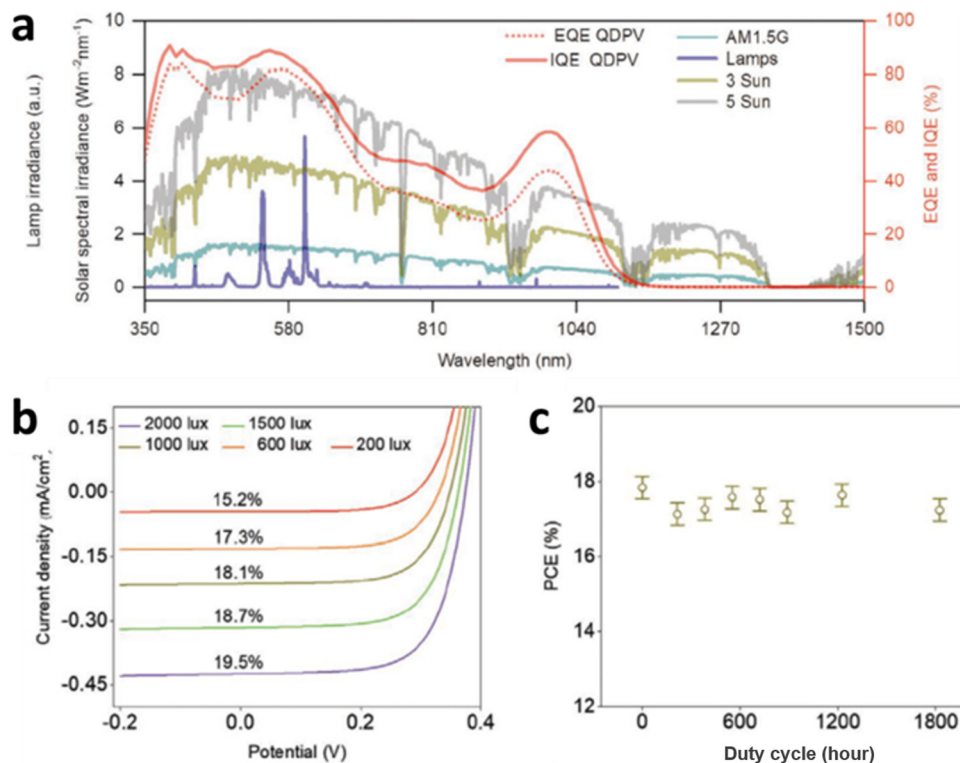 a
EQE QDPV
IQE QDPV
AM1.5G
Lamps
3 Sun
5 Sun
Lamp irradiance (a.u.)
Solar spectral irradiance (Wm⁻²nm⁻¹)
10
8
6
4
2
0
100
80
60
40
20
0
EQE and IQE (%)
350 580 810 1040 1270 1500
Wavelength (nm)
b
2000 lux 1500 lux
1000 lux 600 lux 200 lux
Current density (mA/cm²,
0.15
0.00
-0.15
-0.30
-0.45
15.2%
17.3%
18.1%
18.7%
19.5%
-0.2 0.0 0.2 0.4
Potential (V)
c
PCE (%)
20
18
16
14
12
0 600 1200 1800
Duty cycle (hour)